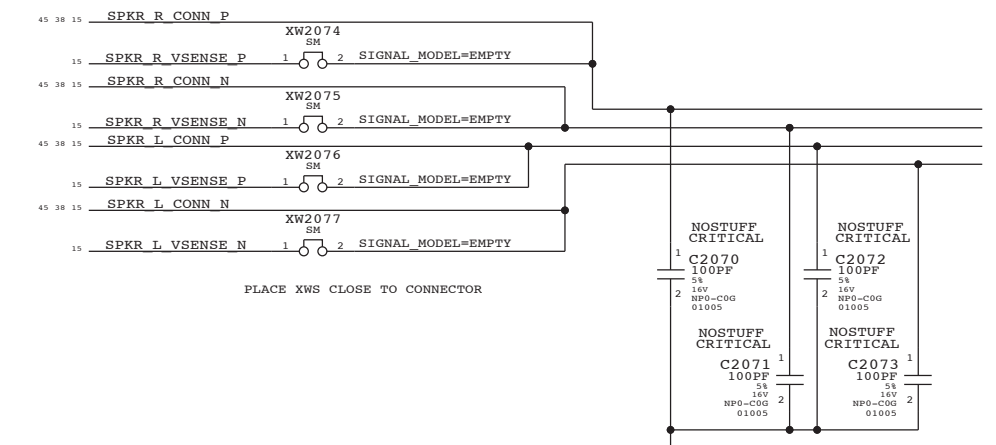 45 38 15 SPKR_R_CONN_P
XW2074
SM
15 SPKR_R_VSENSE_P 1 2 SIGNAL_MODEL=EMPTY
45 38 15 SPKR_R_CONN_N
XW2075
SM
15 SPKR_R_VSENSE_N 1 2 SIGNAL_MODEL=EMPTY
45 38 15 SPKR_L_CONN_P
XW2076
SM
15 SPKR_L_VSENSE_P 1 2 SIGNAL_MODEL=EMPTY
45 38 15 SPKR_L_CONN_N
XW2077
SM
15 SPKR_L_VSENSE_N 1 2 SIGNAL_MODEL=EMPTY
PLACE XWS CLOSE TO CONNECTOR
NOSTUFF
CRITICAL
1
C2070
100PF
5%
16V
2
NP0-C0G
01005
NOSTUFF
CRITICAL
1
C2072
100PF
5%
16V
2
NP0-C0G
01005
NOSTUFF
CRITICAL
C2071 1
100PF
5%
16V
NP0-C0G 2
01005
NOSTUFF
CRITICAL
C2073 1
100PF
5%
16V
NP0-C0G 2
01005